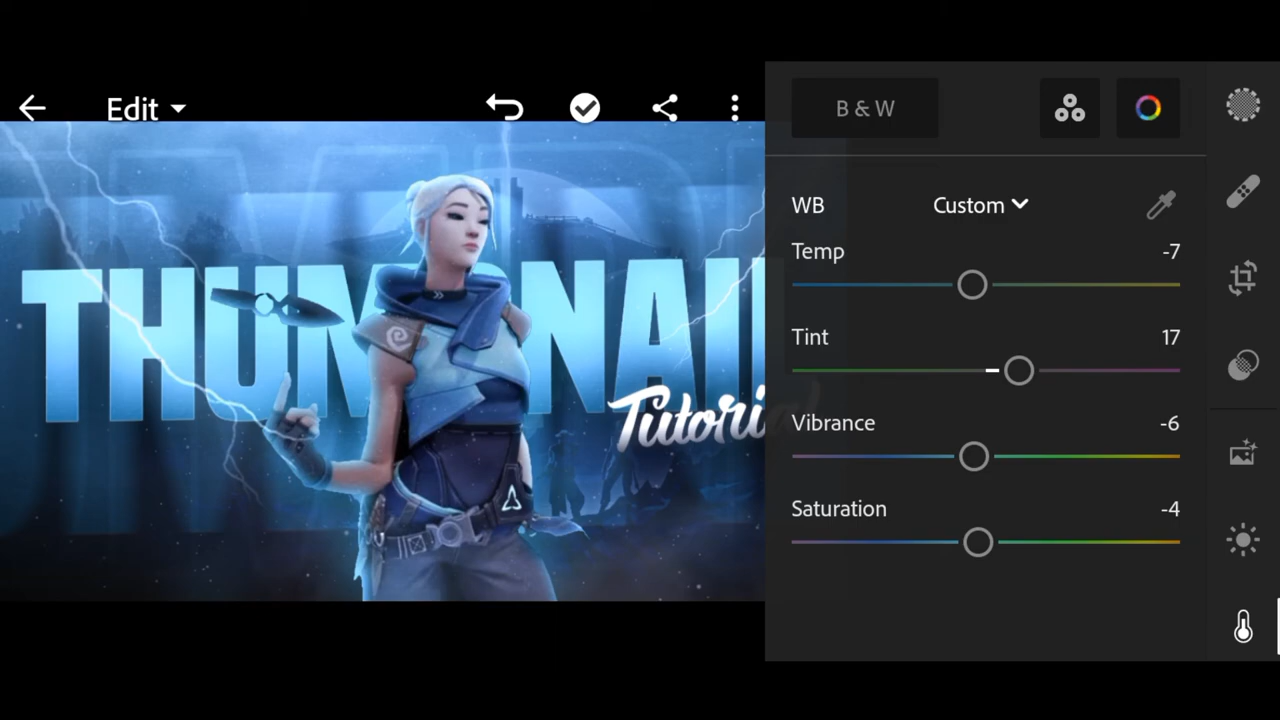 Edit
B & W
WB Custom
Temp -7
Tint 17
Vibrance -6
Saturation -4